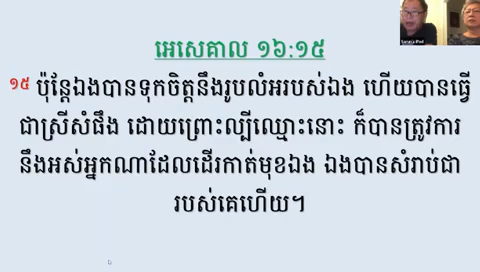 អេសេគាល ១៦:១៥
១៥ ប៉ុន្តែឯងបានទុកចិត្តនឹងរូបលំអរបស់ឯង ហើយបានធ្វើ
ជាស្រីសំផឹង ដោយព្រោះល្បីឈ្មោះនោះ ក៏បានត្រូវការ
នឹងអស់អ្នកណាដែលដើរកាត់មុខឯង ឯងបានសំរាប់ជា
របស់គេហើយ។